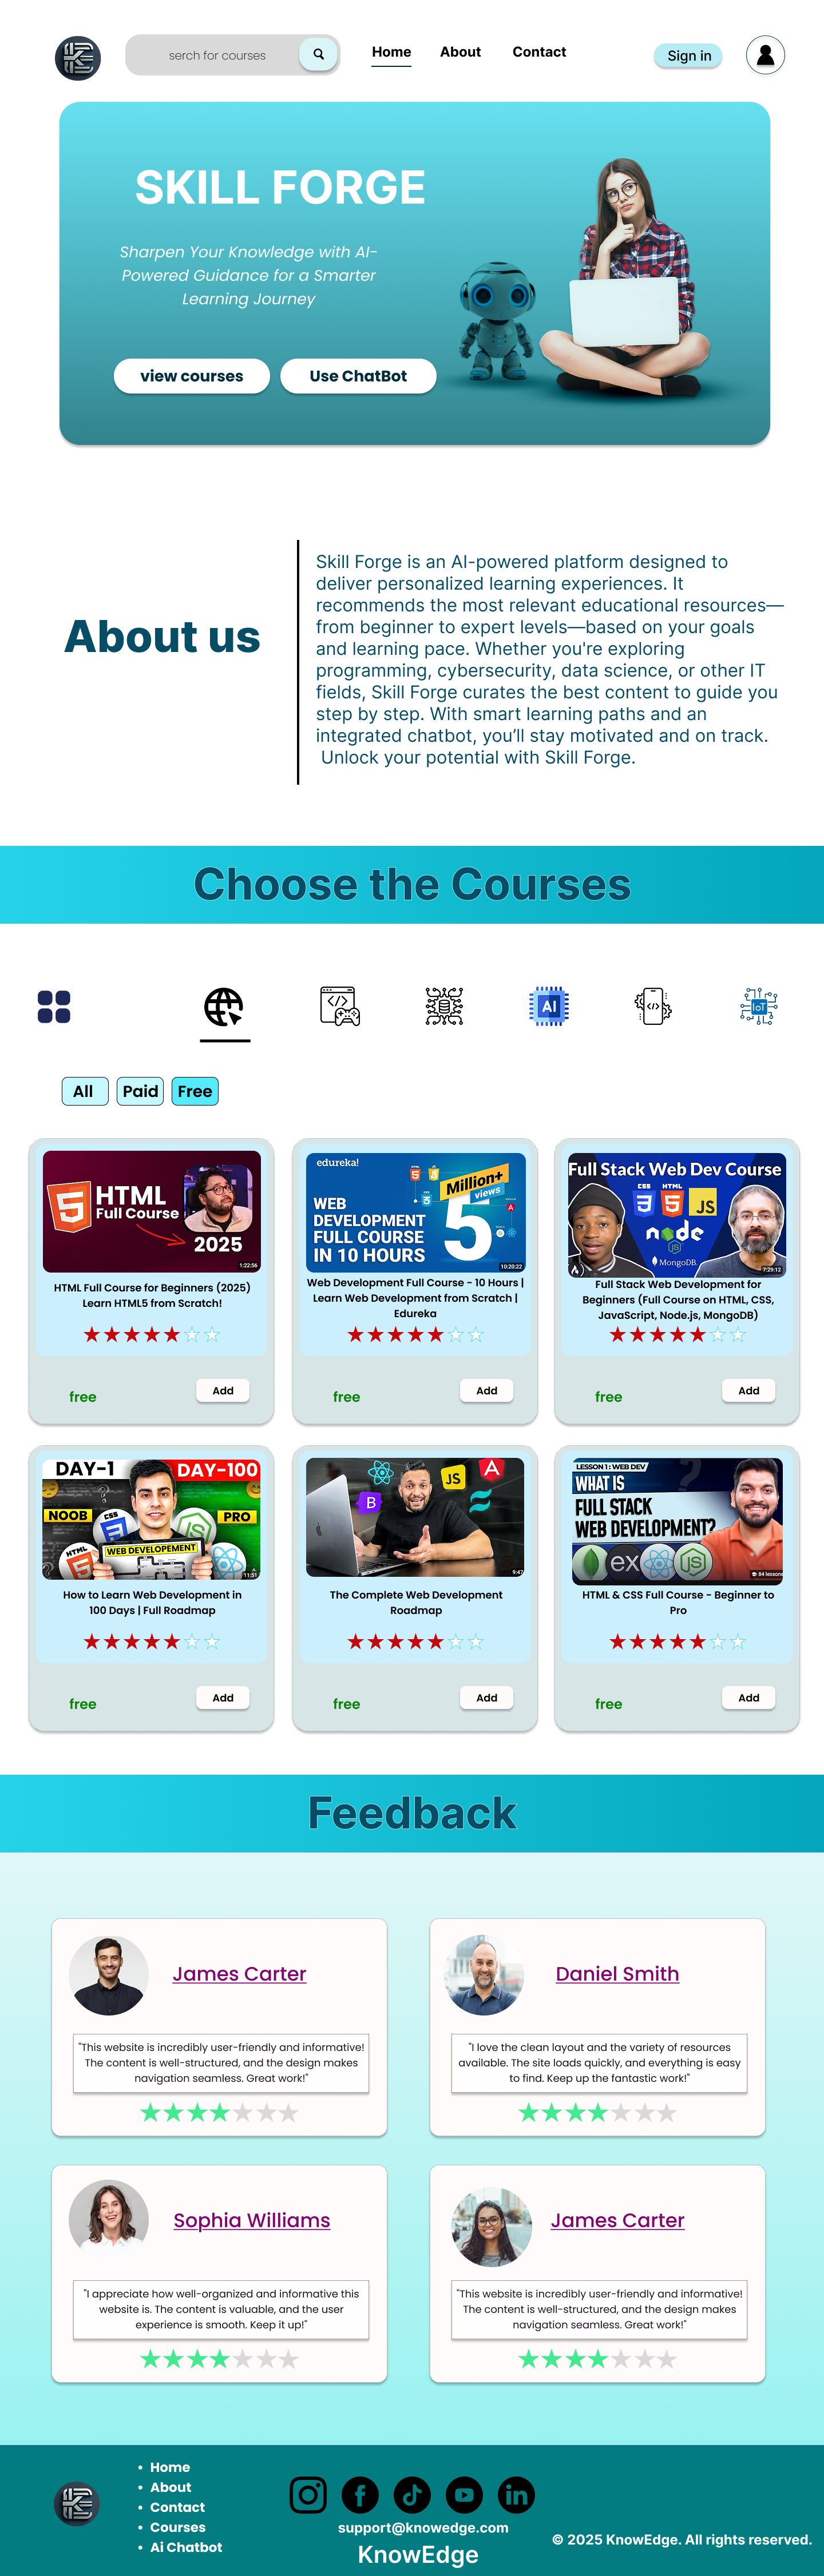 serch for courses
Home
About
Contact
Sign in
SKILL FORGE
Sharpen Your Knowledge with AI-
Powered Guidance for a Smarter
Learning Journey
view courses
Use ChatBot
About us
Skill Forge is an AI-powered platform designed to
deliver personalized learning experiences. It
recommends the most relevant educational resources—
from beginner to expert levels—based on your goals
and learning pace. Whether you're exploring
programming, cybersecurity, data science, or other IT
fields, Skill Forge curates the best content to guide you
step by step. With smart learning paths and an
integrated chatbot, you’ll stay motivated and on track.
Unlock your potential with Skill Forge.
Choose the Courses
</>
AI
</>
IoT
All
Paid
Free
5
HTML
Full Course
2025
1:22:56
HTML Full Course for Beginners (2025)
Learn HTML5 from Scratch!
free
Add
edureka!
HTML
CSS
Million+
views
WEB
DEVELOPMENT
FULL COURSE
IN 10 HOURS
5
10:20:22
Web Development Full Course - 10 Hours |
Learn Web Development from Scratch |
Edureka
free
Add
Full Stack Web Dev Course
CSS
HTML
JS
node
JS
MongoDB
7:29:12
Full Stack Web Development for
Beginners (Full Course on HTML, CSS,
JavaScript, Node.js, MongoDB)
free
Add
DAY-1
DAY-100
NOOB
CSS
PRO
WEB DEVELOPEMENT
HTML
11:51
How to Learn Web Development in
100 Days | Full Roadmap
free
Add
B
JS
A
9:47
The Complete Web Development
Roadmap
free
Add
LESSON 1: WEB DEV
WHAT IS
FULL STACK
WEB DEVELOPMENT?
ex
84 lessons
HTML & CSS Full Course - Beginner to
Pro
free
Add
Feedback
James Carter
"This website is incredibly user-friendly and informative!
The content is well-structured, and the design makes
navigation seamless. Great work!"
Daniel Smith
"I love the clean layout and the variety of resources
available. The site loads quickly, and everything is easy
to find. Keep up the fantastic work!"
Sophia Williams
"I appreciate how well-organized and informative this
website is. The content is valuable, and the user
experience is smooth. Keep it up!"
James Carter
"This website is incredibly user-friendly and informative!
The content is well-structured, and the design makes
navigation seamless. Great work!"
Home
About
Contact
Courses
Ai Chatbot
support@knowedge.com
KnowEdge
© 2025 KnowEdge. All rights reserved.